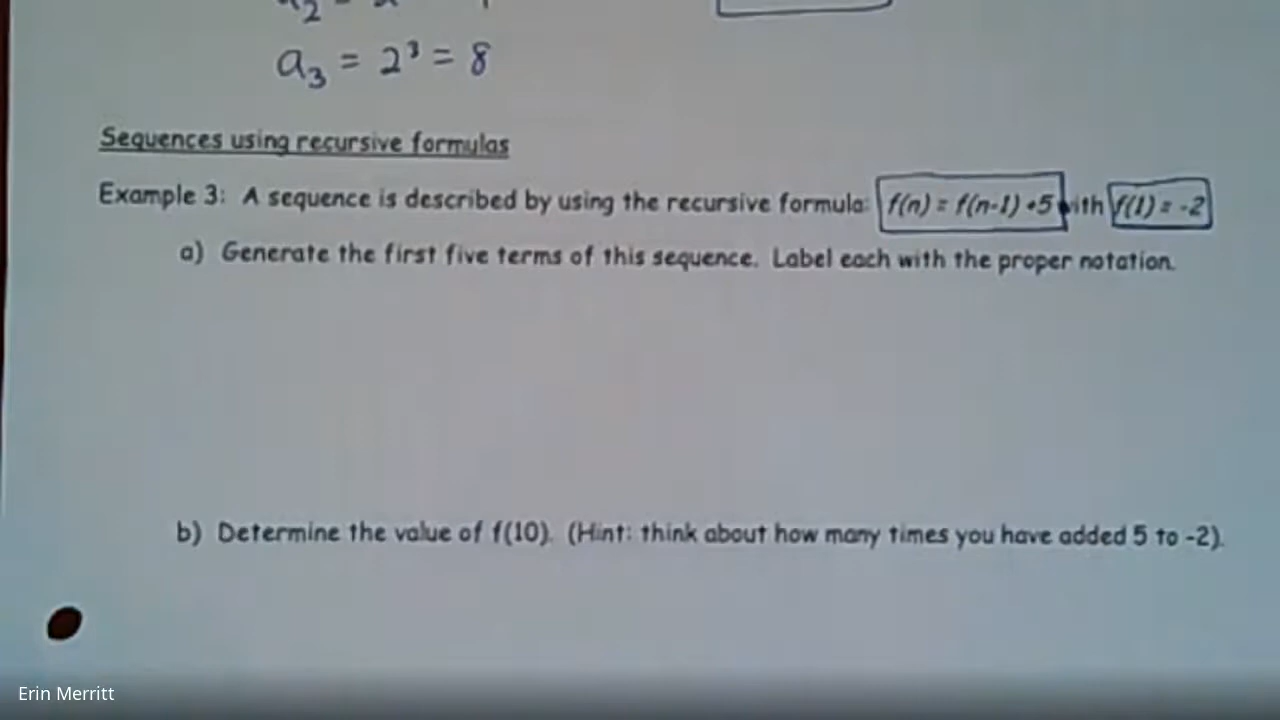 a₃ = 2³ = 8
Sequences using recursive formulas
Example 3: A sequence is described by using the recursive formula: f(n) = f(n-1) +5 with f(1) = -2
a) Generate the first five terms of this sequence. Label each with the proper notation.
b) Determine the value of f(10). (Hint: think about how many times you have added 5 to -2).
Erin Merritt